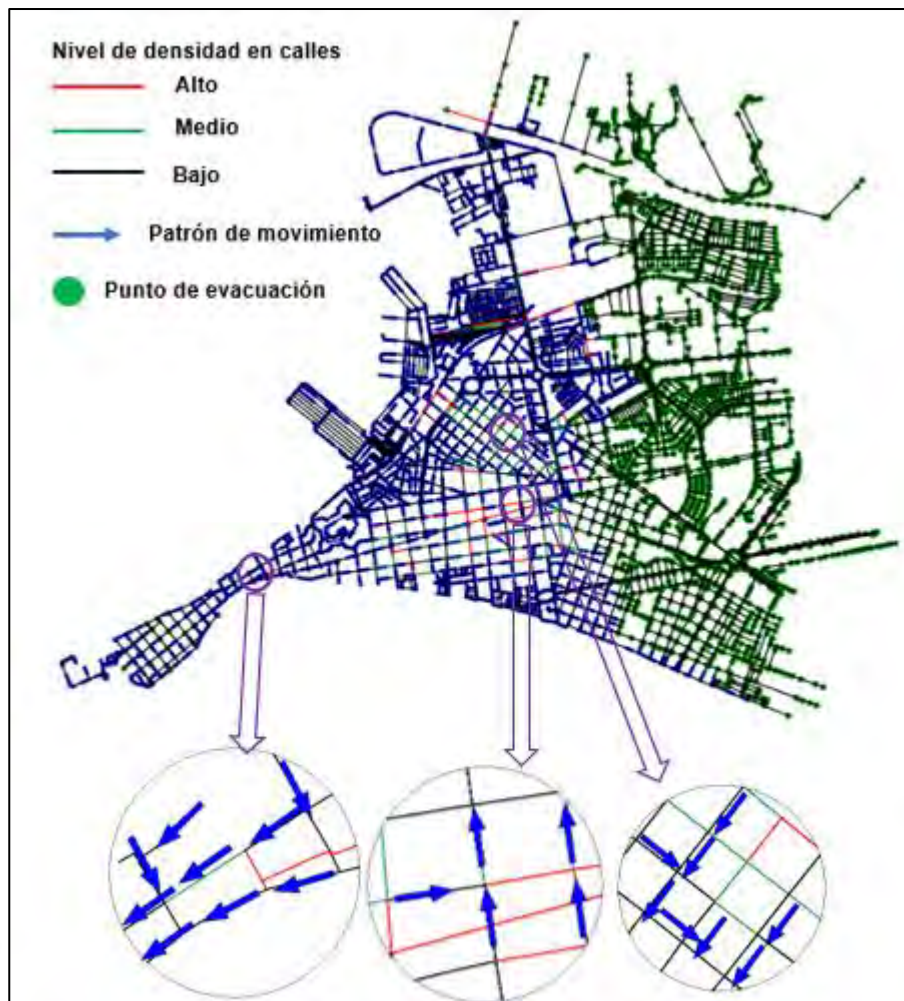 Nivel de densidad en calles
Alto
Medio
Bajo
Patrón de movimiento
Punto de evacuación